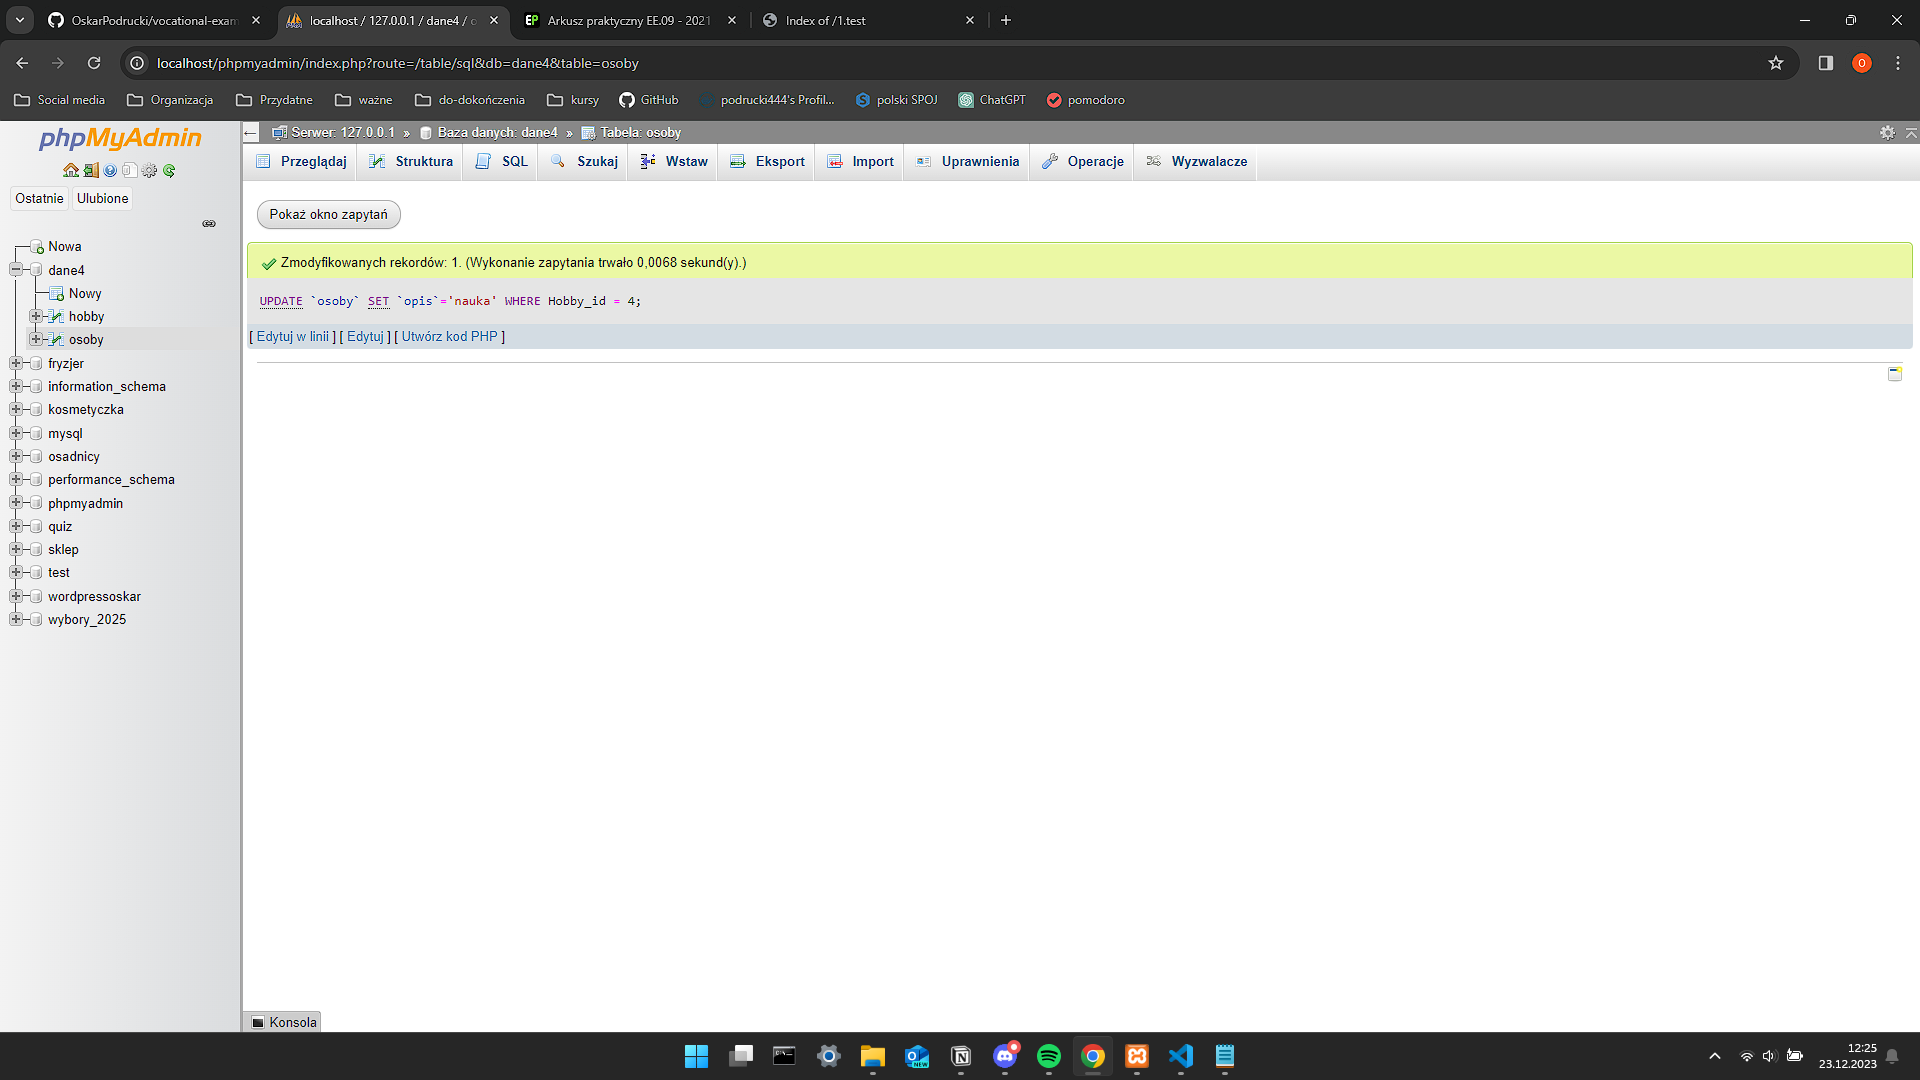 OskarPodrucki/vocational-exam
localhost / 127.0.0.1 / dane4 / o
EP Arkusz praktyczny EE.09 - 2021
Index of /1.test
localhost/phpmyadmin/index.php?route=/table/sql&db=dane4&table=osoby
O
Social media
Organizacja
Przydatne
ważne
do-dokończenia
kursy
GitHub
podrucki444's Profil...
polski SPOJ
ChatGPT
pomodoro
phpMyAdmin
Ostatnie
Ulubione
Nowa
dane4
Nowy
hobby
osoby
fryzjer
information_schema
kosmetyczka
mysql
osadnicy
performance_schema
phpmyadmin
quiz
sklep
test
wordpressoskar
wybory_2025
Serwer: 127.0.0.1 » Baza danych: dane4 » Tabela: osoby
Przeglądaj
Struktura
SQL
Szukaj
Wstaw
Eksport
Import
Uprawnienia
Operacje
Wyzwalacze
Pokaż okno zapytań
Zmodyfikowanych rekordów: 1. (Wykonanie zapytania trwało 0,0068 sekund(y).)
UPDATE `osoby` SET `opis`='nauka' WHERE Hobby_id = 4;
[ Edytuj w linii ] [ Edytuj ] [ Utwórz kod PHP ]
Konsola
NEW
12:25
23.12.2023